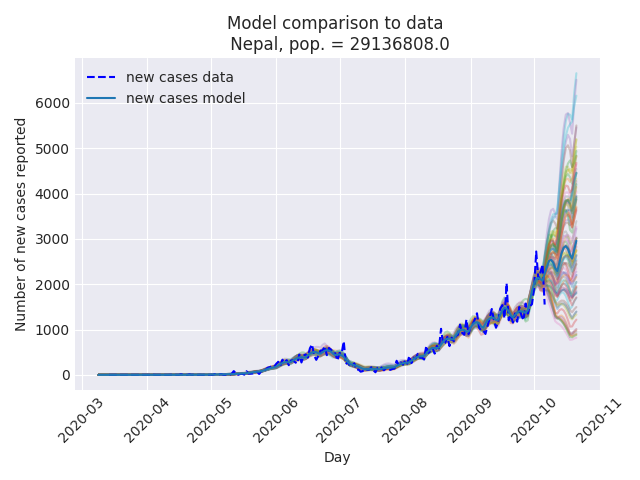 Model comparison to data
Nepal, pop. = 29136808.0
new cases data
new cases model
Number of new cases reported
6000
5000
4000
3000
2000
1000
0
2020-03
2020-04
2020-05
2020-06
2020-07
2020-08
2020-09
2020-10
2020-11
Day